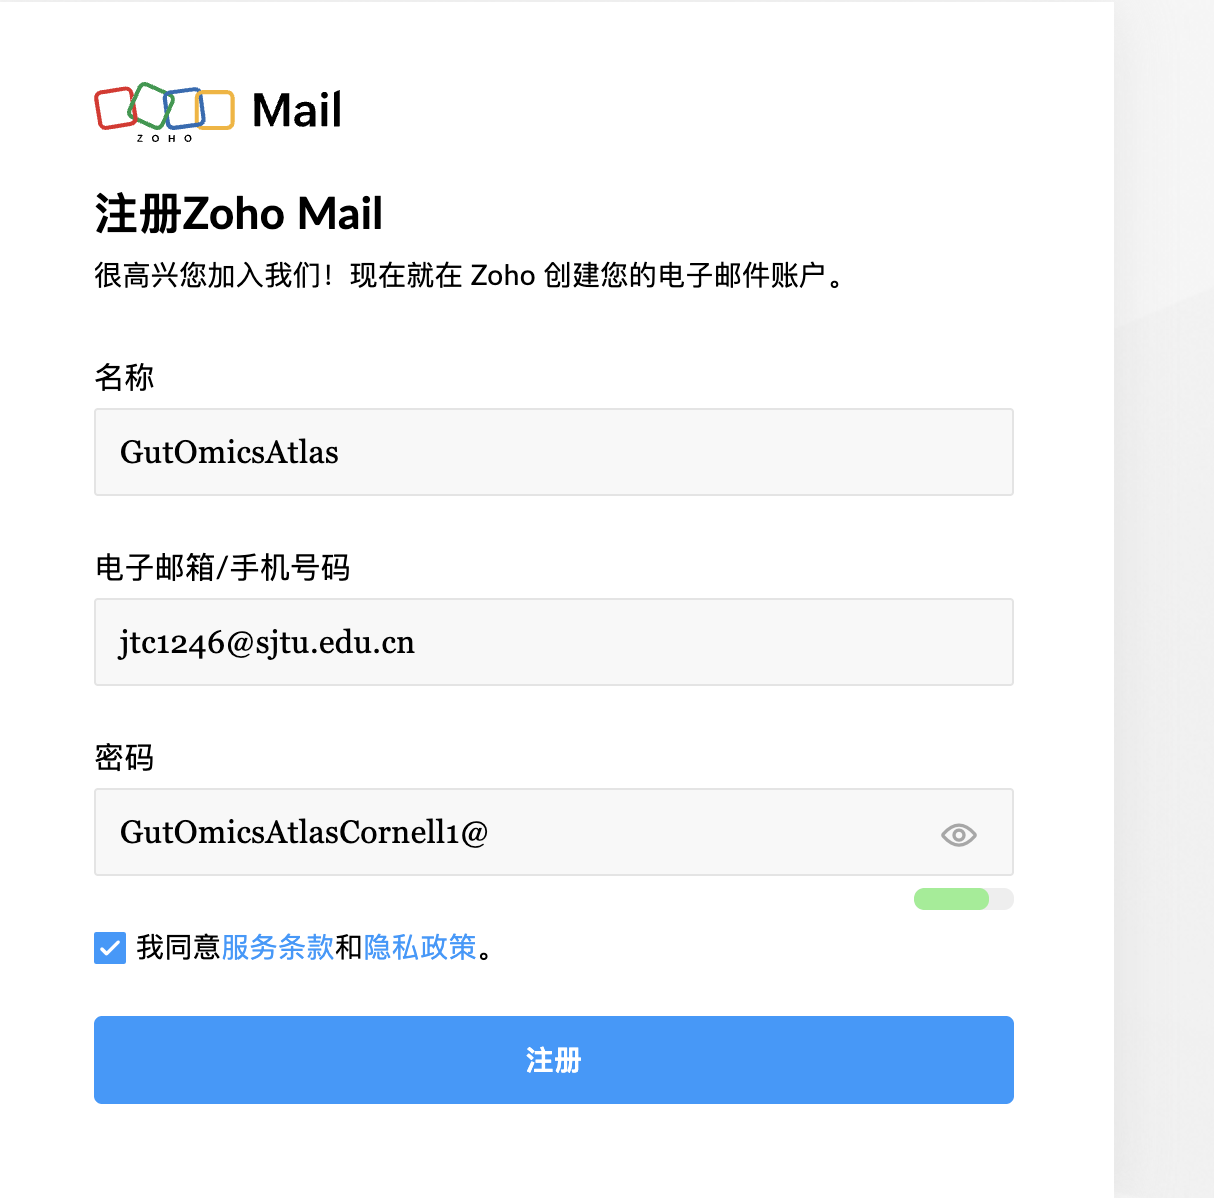 ZOHO Mail
注册Zoho Mail
很高兴您加入我们！现在就在 Zoho 创建您的电子邮件账户。
名称
GutOmicsAtlas
电子邮箱/手机号码
jtc1246@sjtu.edu.cn
密码
GutOmicsAtlasCornell1@
我同意服务条款和隐私政策。
注册